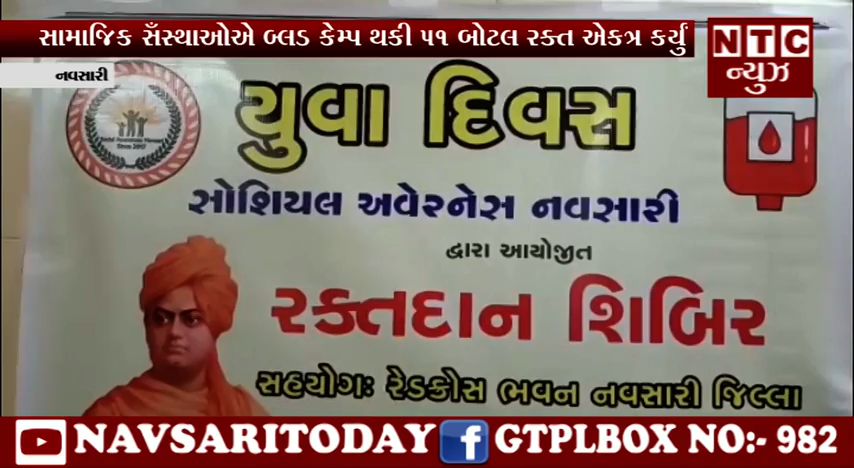 સામાજિક સઁસ્થાઓએ બ્લડ કેમ્પ થકી ૫૧ બોટલ રક્ત એકત્ર કર્યું
NTC
ન્યુઝ
નવસારી
યુવા દિવસ
સોશિયલ અવેરનેસ નવસારી
દ્વારા આયોજીત
રક્તદાન શિબિર
સહયોગઃ રેડકોસ ભવન નવસારી જિલ્લા
NAVSARITODAY f GTPLBOX NO:- 982